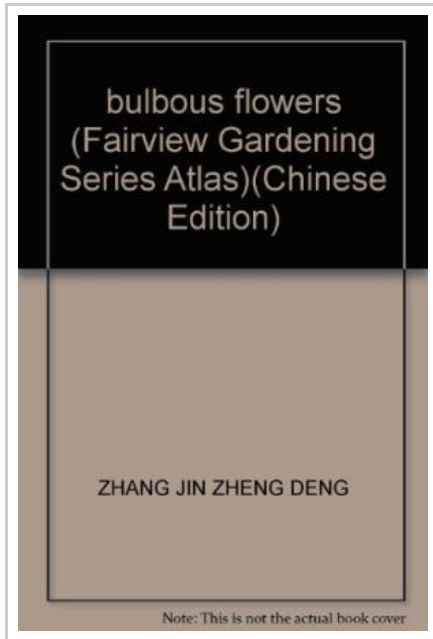 bulbous flowers
(Fairview Gardening
Series Atlas)(Chinese
Edition)
ZHANG JIN ZHENG DENG
Note: This is not the actual book cover